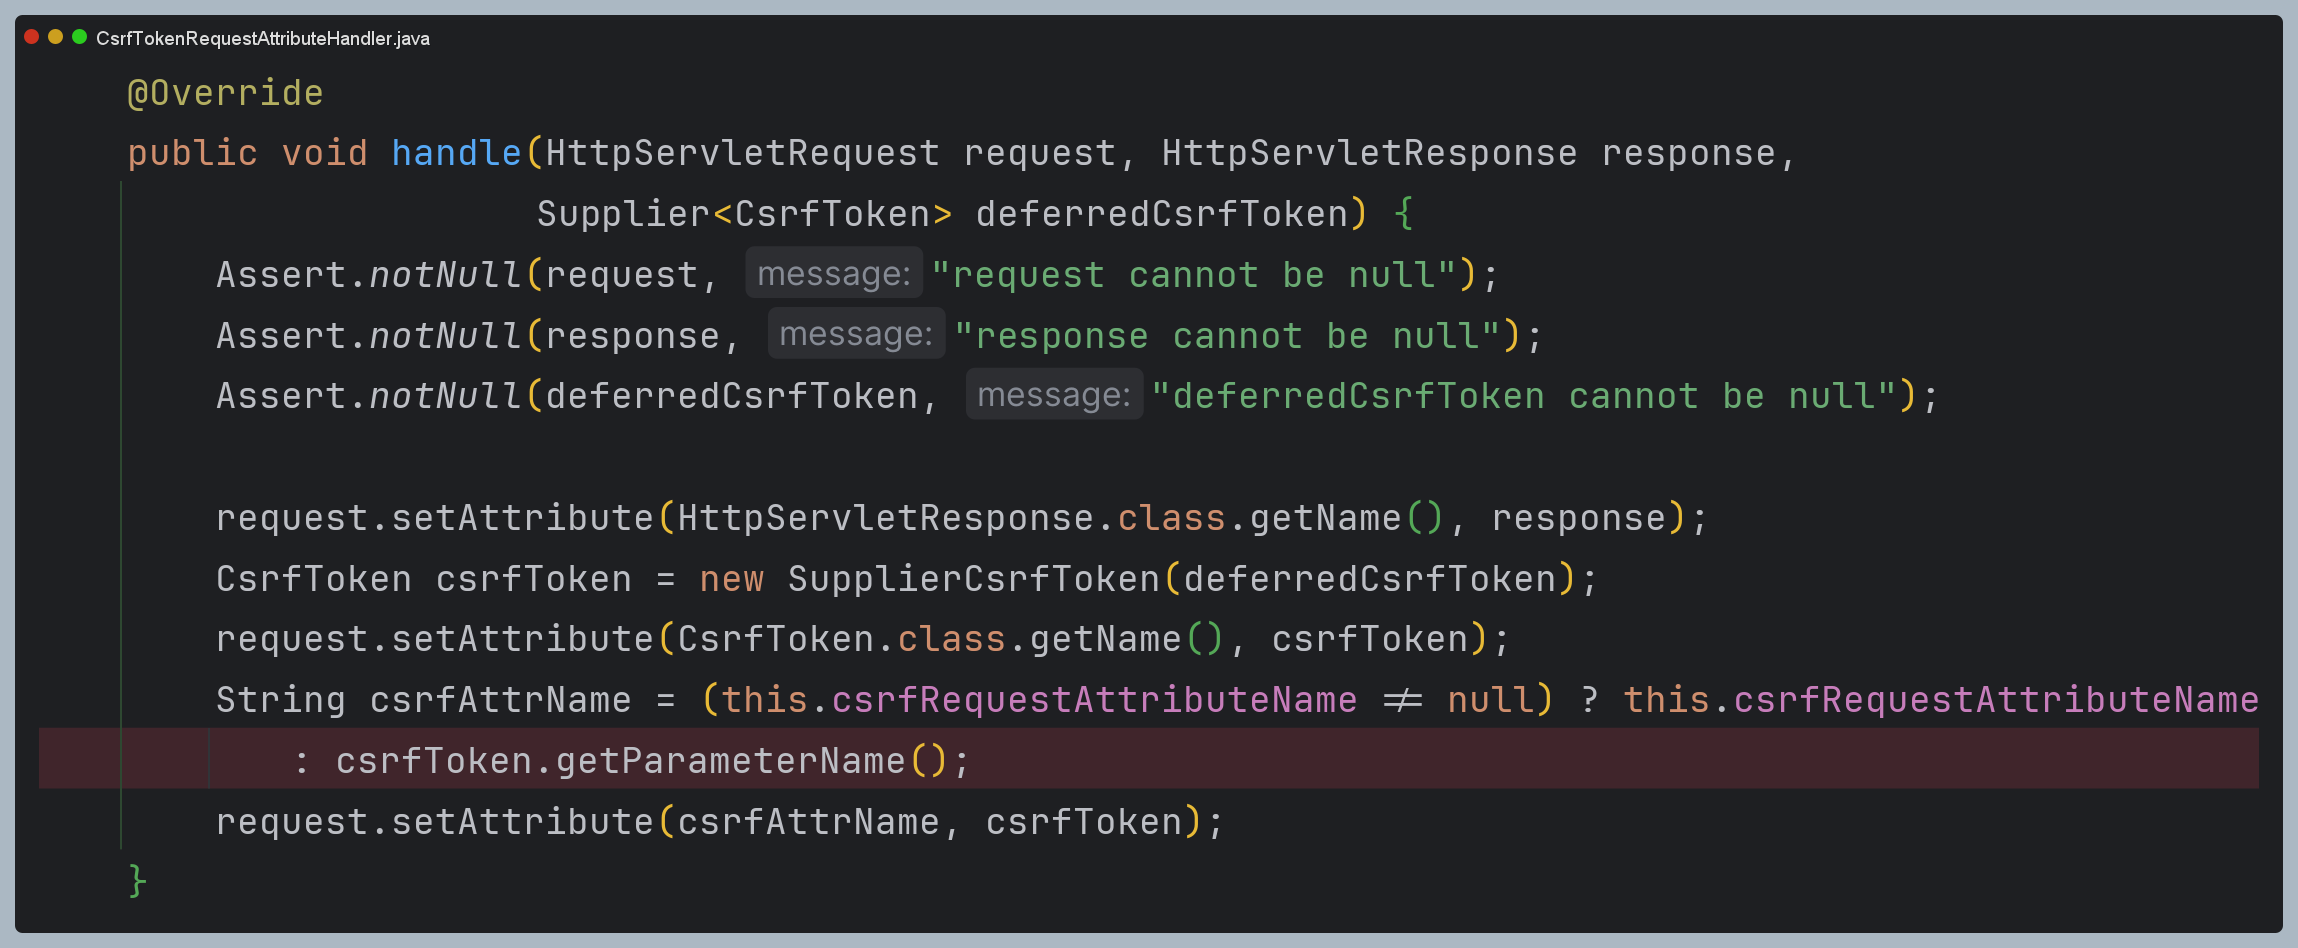 CsrfTokenRequestAttributeHandler.java
@Override
public void handle(HttpServletRequest request, HttpServletResponse response,
Supplier<CsrfToken> deferredCsrfToken) {
Assert.notNull(request, message: "request cannot be null");
Assert.notNull(response, message: "response cannot be null");
Assert.notNull(deferredCsrfToken, message: "deferredCsrfToken cannot be null");
request.setAttribute(HttpServletResponse.class.getName(), response);
CsrfToken csrfToken = new SupplierCsrfToken(deferredCsrfToken);
request.setAttribute(CsrfToken.class.getName(), csrfToken);
String csrfAttrName = (this.csrfRequestAttributeName != null) ? this.csrfRequestAttributeName
: csrfToken.getParameterName();
request.setAttribute(csrfAttrName, csrfToken);
}